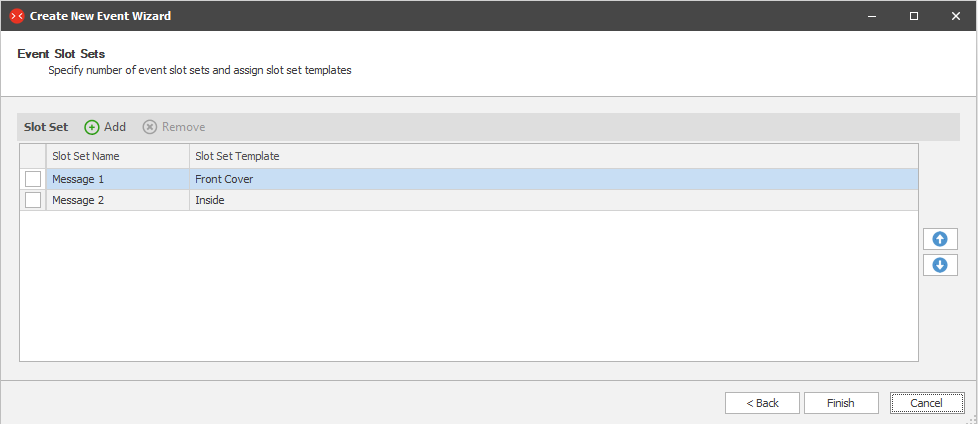 Create New Event Wizard
Event Slot Sets
Specify number of event slot sets and assign slot set templates
Slot Set Add Remove
Slot Set Name Slot Set Template
Message 1 Front Cover
Message 2 Inside
< Back Finish Cancel